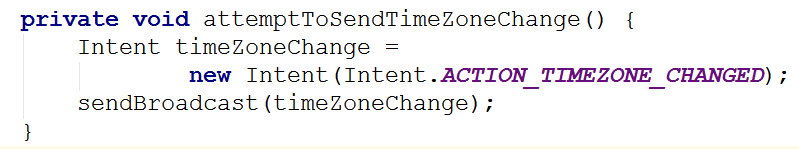 private void attemptToSendTimeZoneChange() {
    Intent timeZoneChange =
            new Intent(Intent.ACTION_TIMEZONE_CHANGED);
    sendBroadcast(timeZoneChange);
}